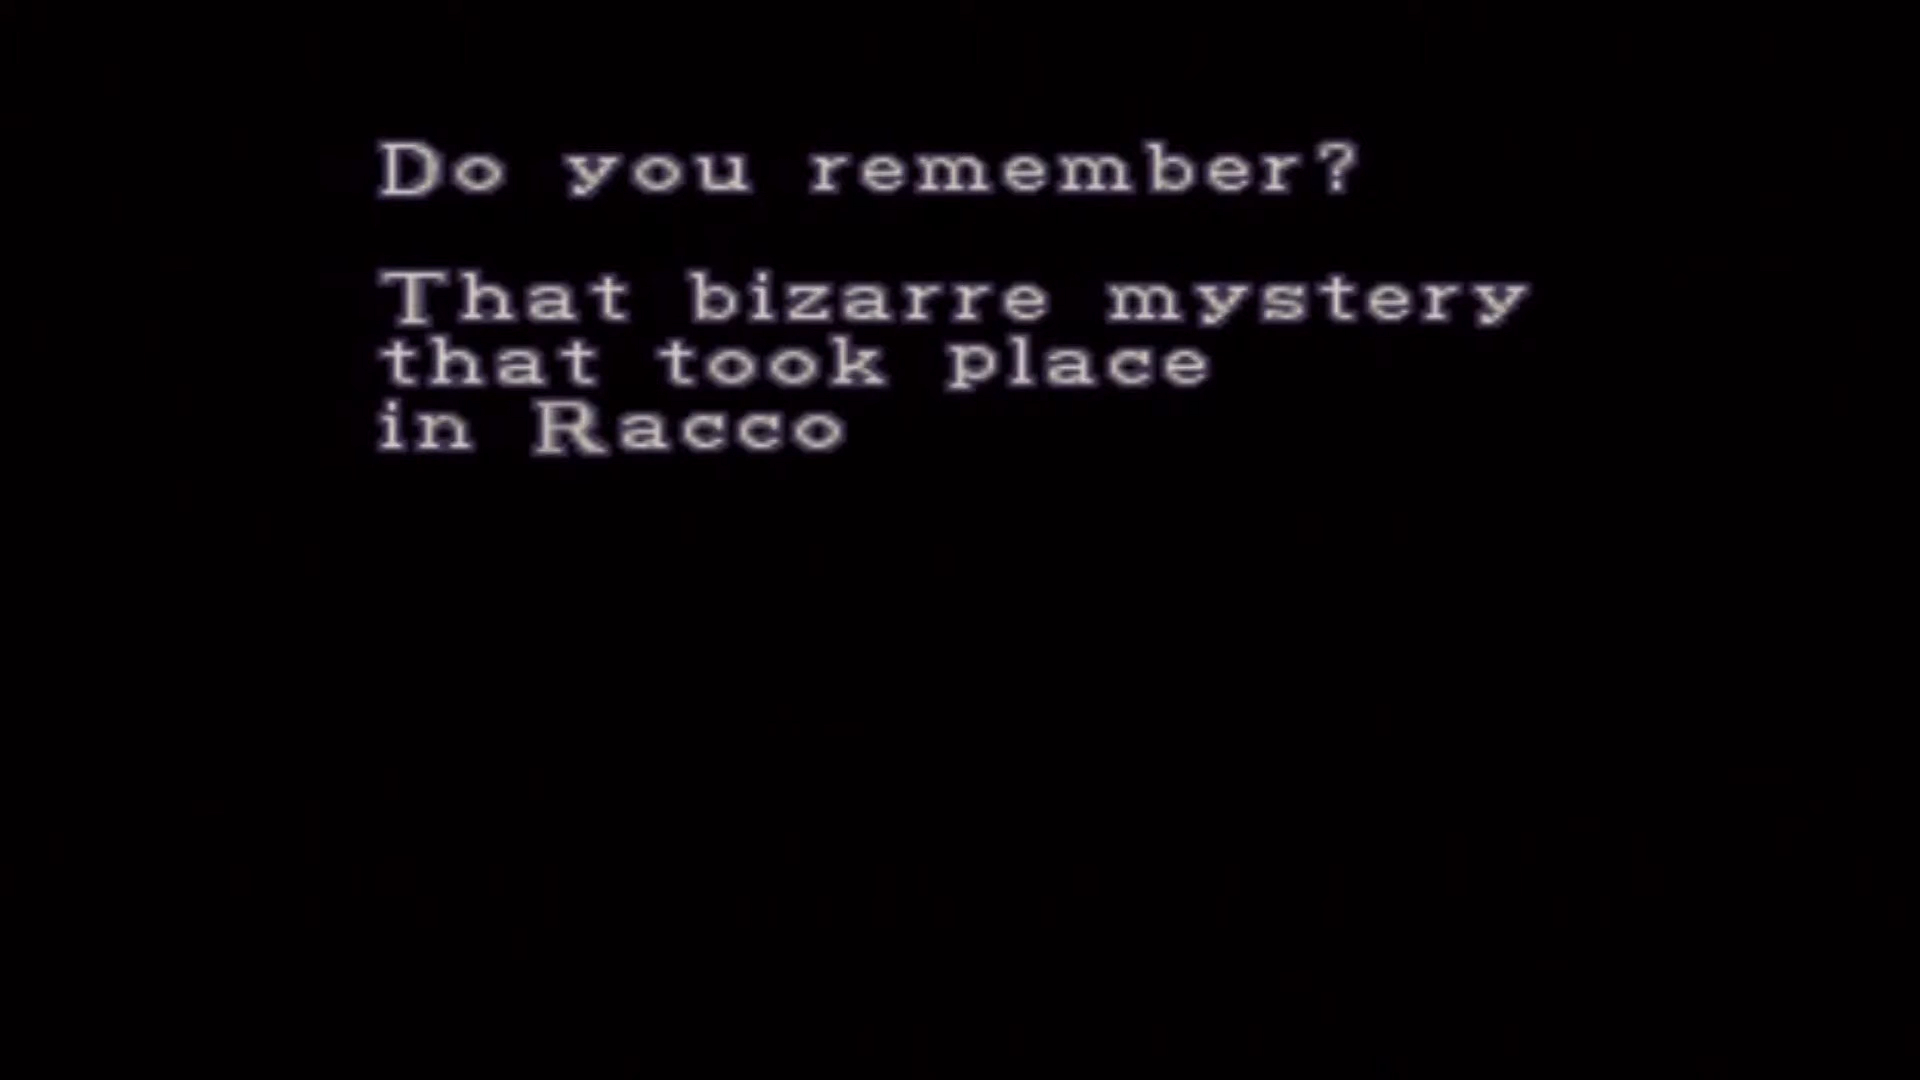 Do you remember?
That bizarre mystery
that took place
in Racco